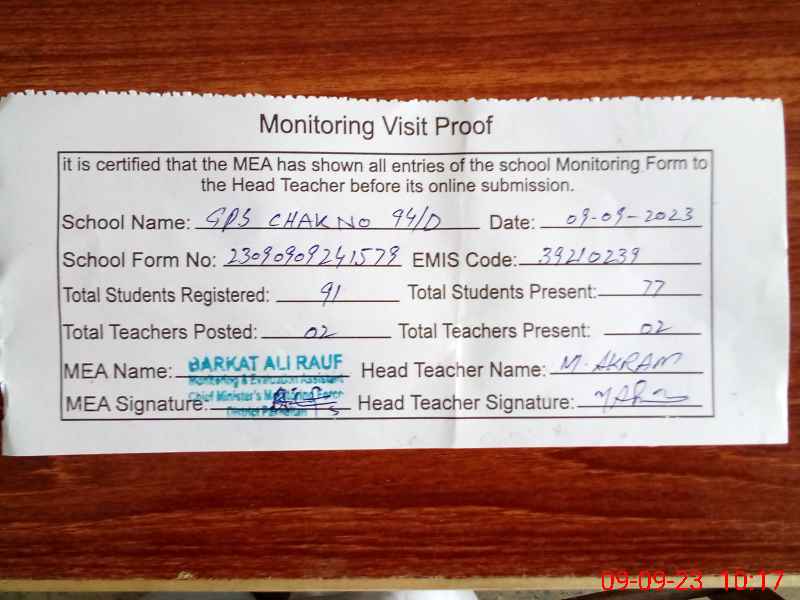 Monitoring Visit Proof
it is certified that the MEA has shown all entries of the school Monitoring Form to
the Head Teacher before its online submission.
School Name: GPS CHAK NO 94/D Date: 09-09-2023
School Form No: 23090909241579 EMIS Code: 39210239
Total Students Registered: 91 Total Students Present: 77
Total Teachers Posted: 02 Total Teachers Present: 02
MEA Name: BARKAT ALI RAUF Head Teacher Name: M. AKRAM
Monitoring & Evaluation Assistant
Chief Minister's Monitoring Force
MEA Signature: Head Teacher Signature:
District Pakpattan
09-09-23 10:17